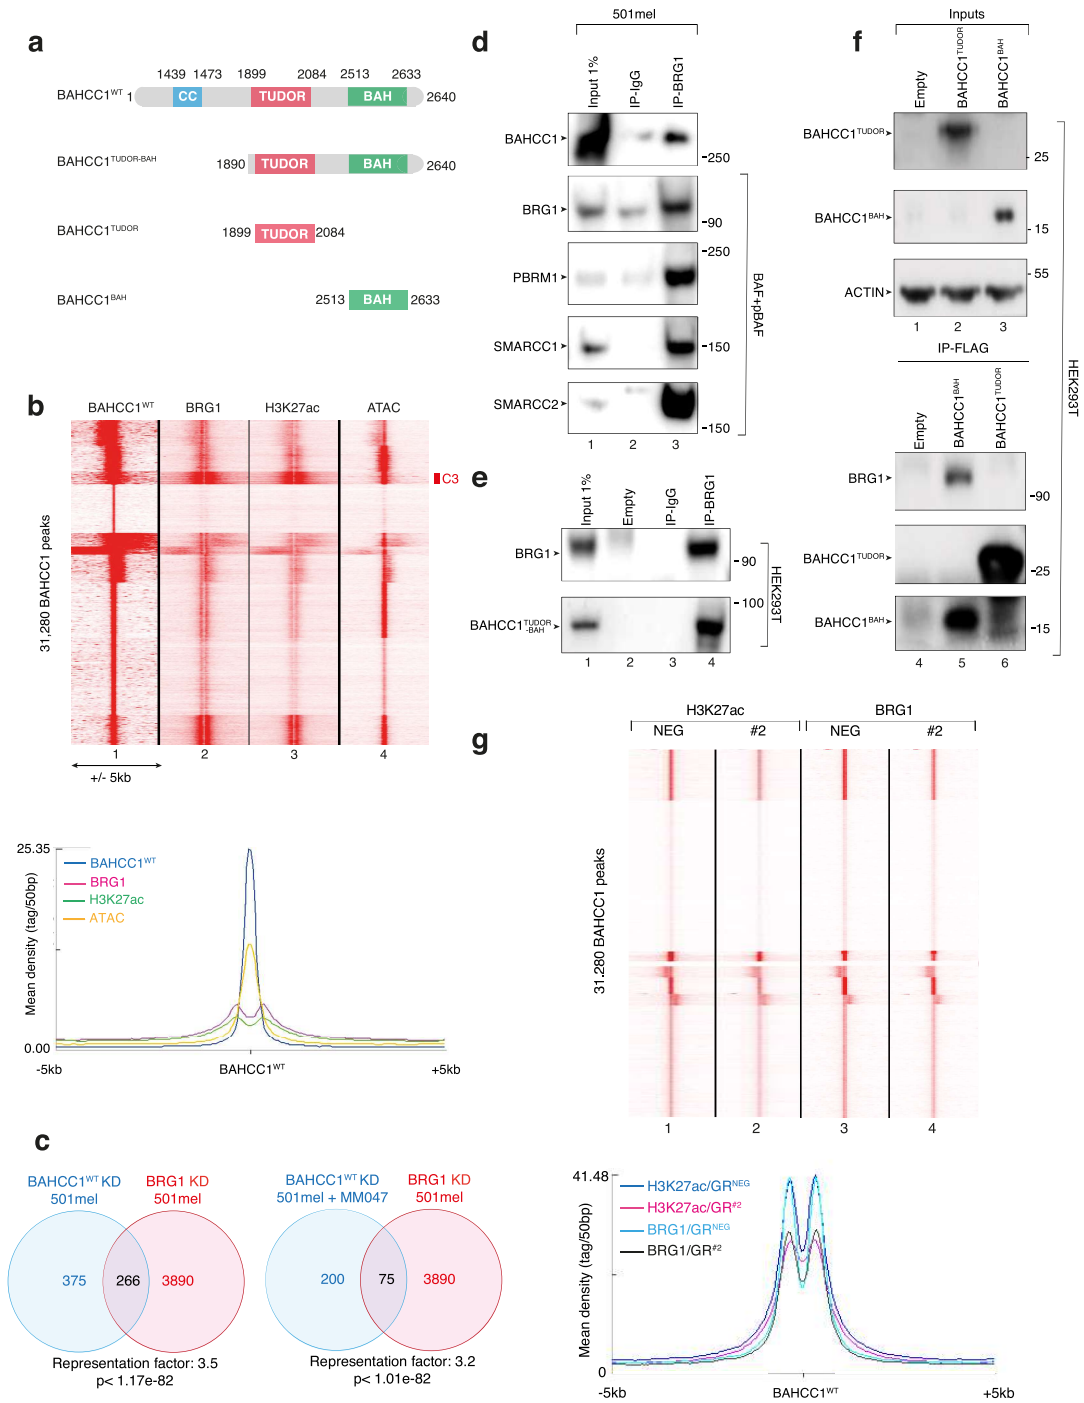 a
1439 1473 1899 2084 2513 2633
BAHCC1WT 1 CC TUDOR BAH 2640
BAHCC1TUDOR-BAH 1890 TUDOR BAH 2640
BAHCC1TUDOR 1899 TUDOR 2084
BAHCC1BAH 2513 BAH 2633
b
BAHCC1WT BRG1 H3K27ac ATAC
C3
31,280 BAHCC1 peaks
1 2 3 4
+/- 5kb
25.35
BAHCC1WT
BRG1
H3K27ac
ATAC
Mean density (tag/50bp)
0.00
-5kb BAHCC1WT +5kb
c
BAHCC1WT KD
501mel
BRG1 KD
501mel
375 266 3890
Representation factor: 3.5
p< 1.17e-82
BAHCC1WT KD
501mel + MM047
BRG1 KD
501mel
200 75 3890
Representation factor: 3.2
p< 1.01e-82
d
501mel
Input 1% IP-IgG IP-BRG1
BAHCC1 -250
BRG1 -90
PBRM1 -250
SMARCC1 -150
SMARCC2 -150
BAF+pBAF
1 2 3
e
Input 1% Empty IP-IgG IP-BRG1
BRG1 -90
BAHCC1TUDOR-BAH -100
HEK293T
1 2 3 4
f
Inputs
Empty BAHCC1TUDOR BAHCC1BAH
BAHCC1TUDOR 25
BAHCC1BAH - 15
ACTIN 55
1 2 3
IP-FLAG
Empty BAHCC1BAH BAHCC1TUDOR
BRG1 -90
BAHCC1TUDOR -25
BAHCC1BAH -15
4 5 6
HEK293T
g
H3K27ac BRG1
NEG #2 NEG #2
31.280 BAHCC1 peaks
1 2 3 4
41.48
H3K27ac/GRNEG
H3K27ac/GR#2
BRG1/GRNEG
BRG1/GR#2
Mean density (tag/50bp)
0
-5kb BAHCC1WT +5kb